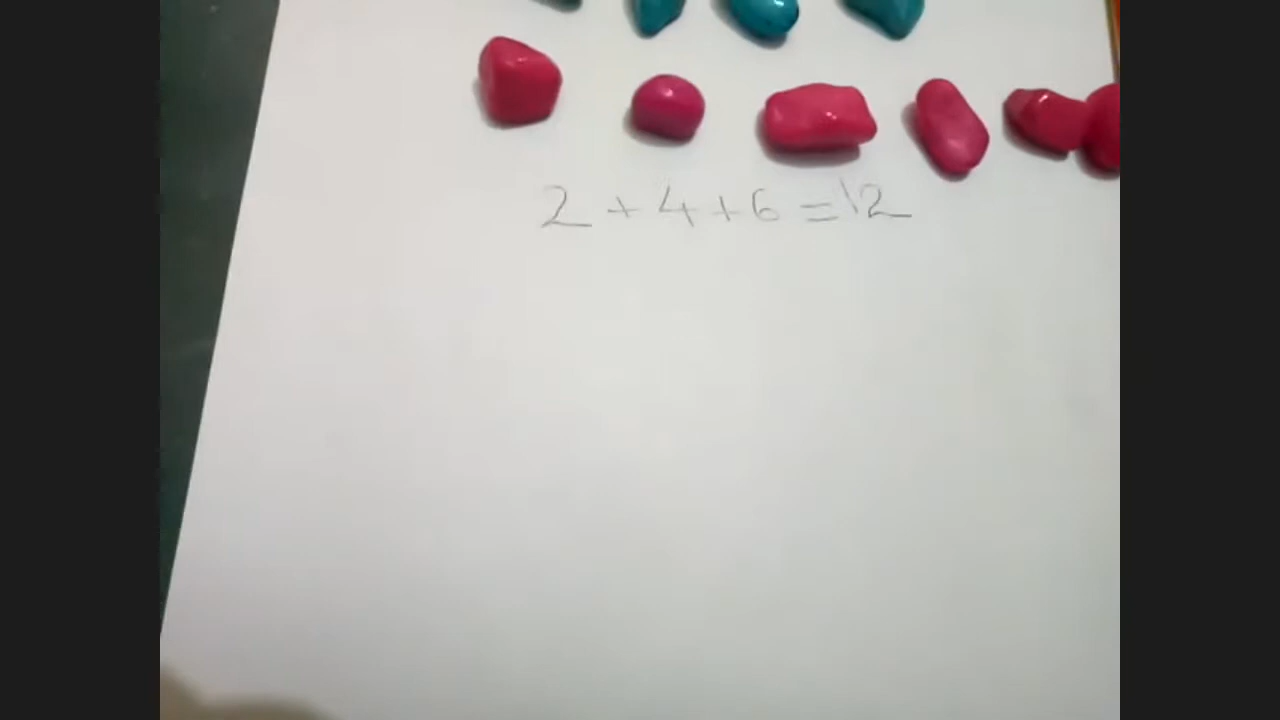 2 + 4 + 6 = 12